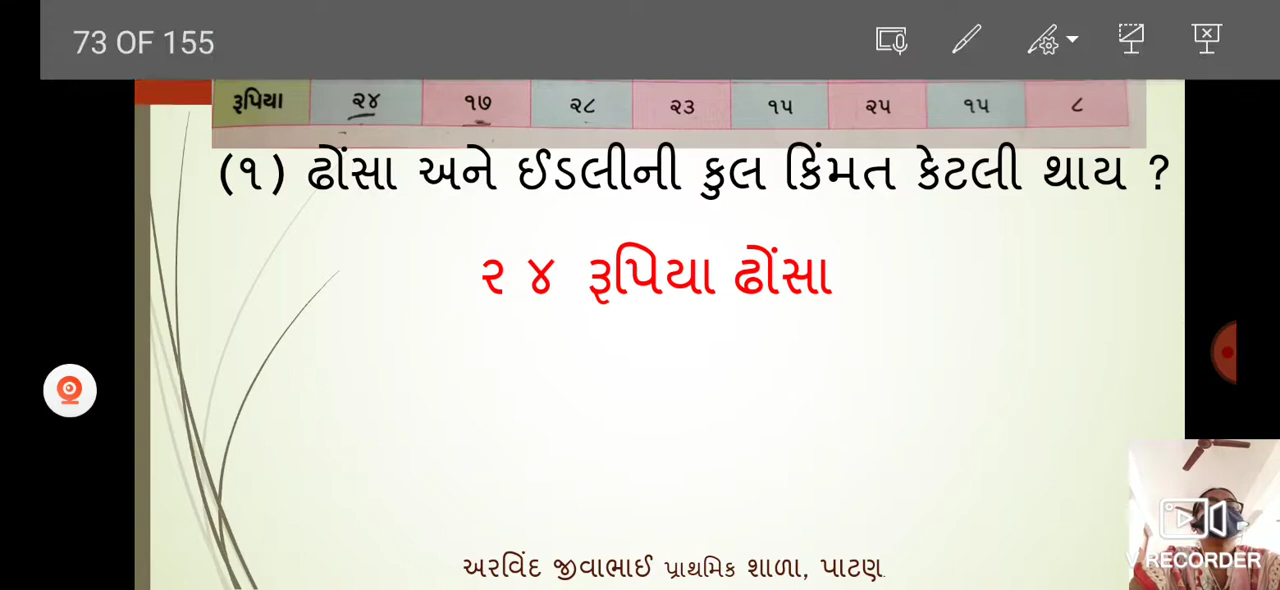 73 OF 155
રૂપિયા ૨૪ ૧૭ ૨૮ ૨૩ ૧૫ ૨૫ ૧૫ ૮
(૧) ઢોંસા અને ઈડલીની કુલ કિંમત કેટલી થાય ?
૨ ૪ રૂપિયા ઢોંસા
V RECORDER
અરવિંદ જીવાભાઈ પ્રાથમિક શાળા, પાટણ.